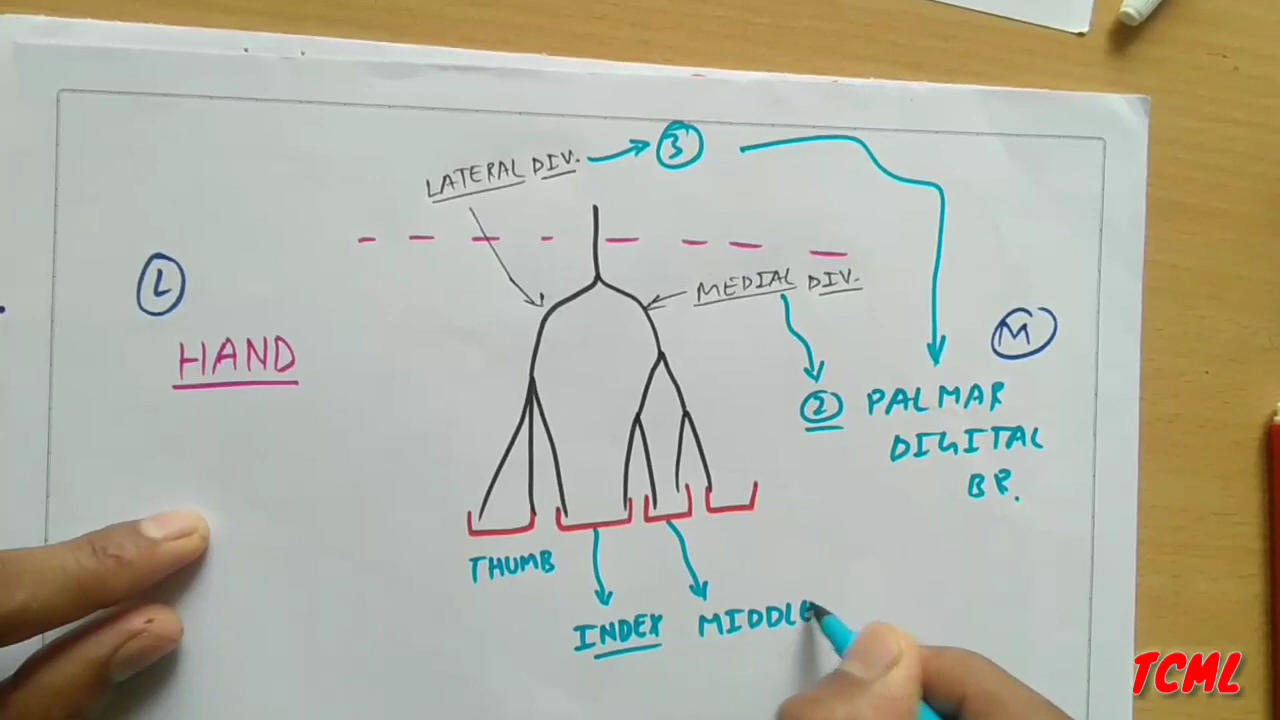 LATERAL DIV.
3
MEDIAL DIV.
L
M
HAND
2 PALMAR
DIGITAL
BR.
THUMB
INDEX MIDDLE
TCML